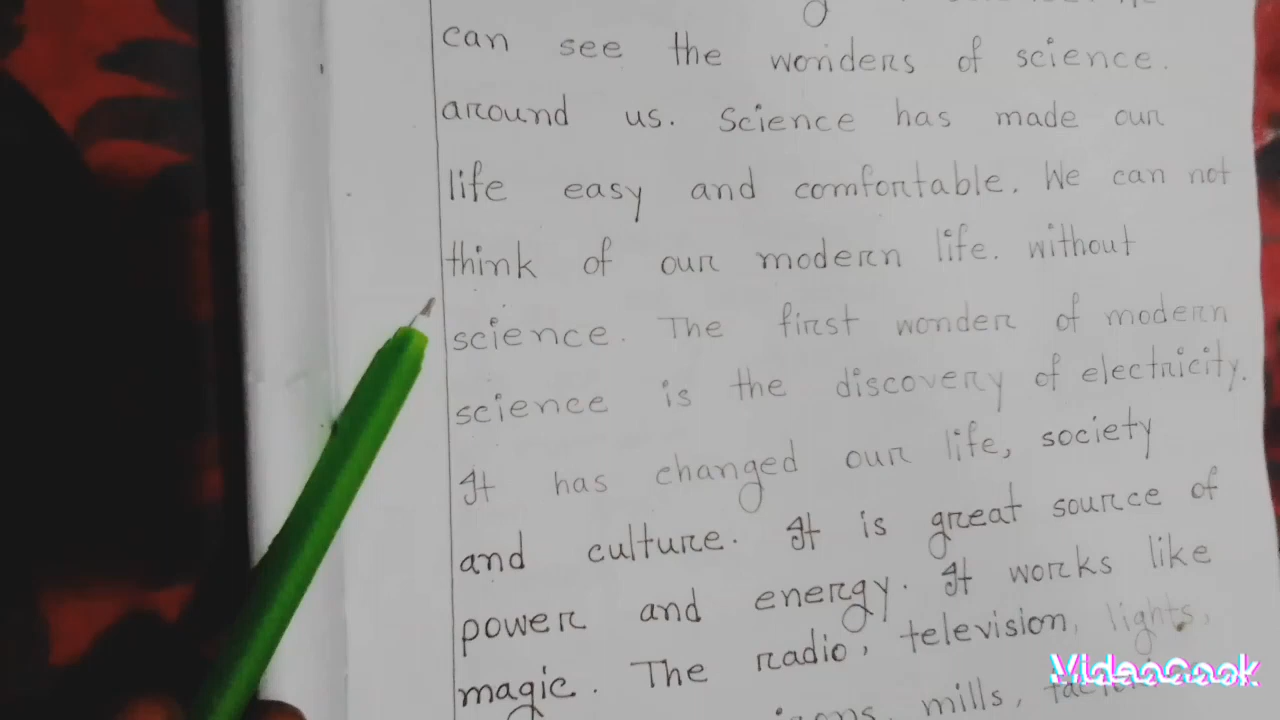 can see the wonders of science.
around us. Science has made our
life easy and comfortable. We can not
think of our modern life. without
science. The first wonder of modern
science is the discovery of electricity.
It has changed our life, society
and culture. It is great source of
power and energy. It works like
magic. The radio, television, lights,
mills,
VideoCook